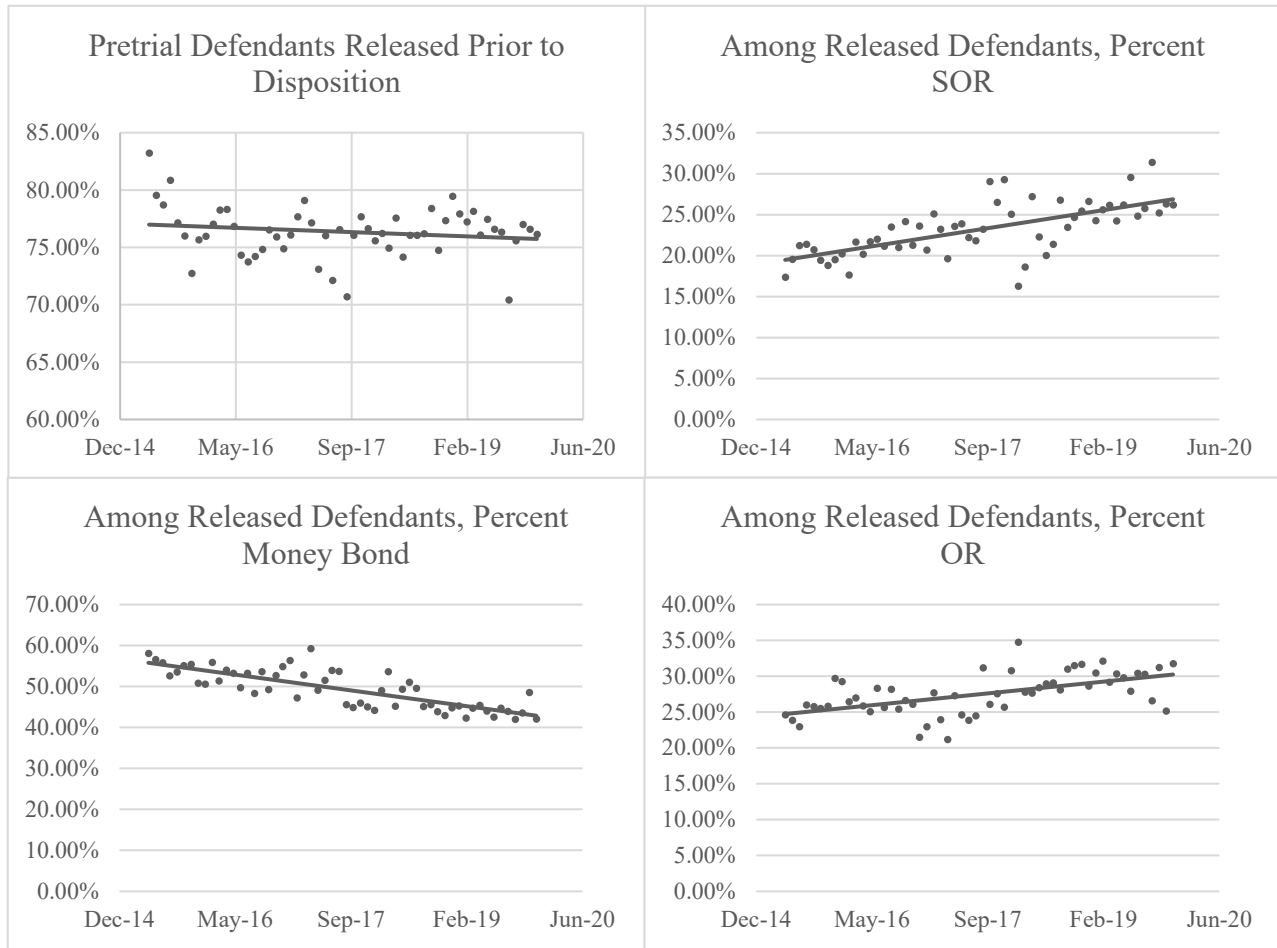 Pretrial Defendants Released Prior to
Disposition
85.00%
80.00%
75.00%
70.00%
65.00%
60.00%
Dec-14 May-16 Sep-17 Feb-19 Jun-20
Among Released Defendants, Percent
SOR
35.00%
30.00%
25.00%
20.00%
15.00%
10.00%
5.00%
0.00%
Dec-14 May-16 Sep-17 Feb-19 Jun-20
Among Released Defendants, Percent
Money Bond
70.00%
60.00%
50.00%
40.00%
30.00%
20.00%
10.00%
0.00%
Dec-14 May-16 Sep-17 Feb-19 Jun-20
Among Released Defendants, Percent
OR
40.00%
35.00%
30.00%
25.00%
20.00%
15.00%
10.00%
5.00%
0.00%
Dec-14 May-16 Sep-17 Feb-19 Jun-20